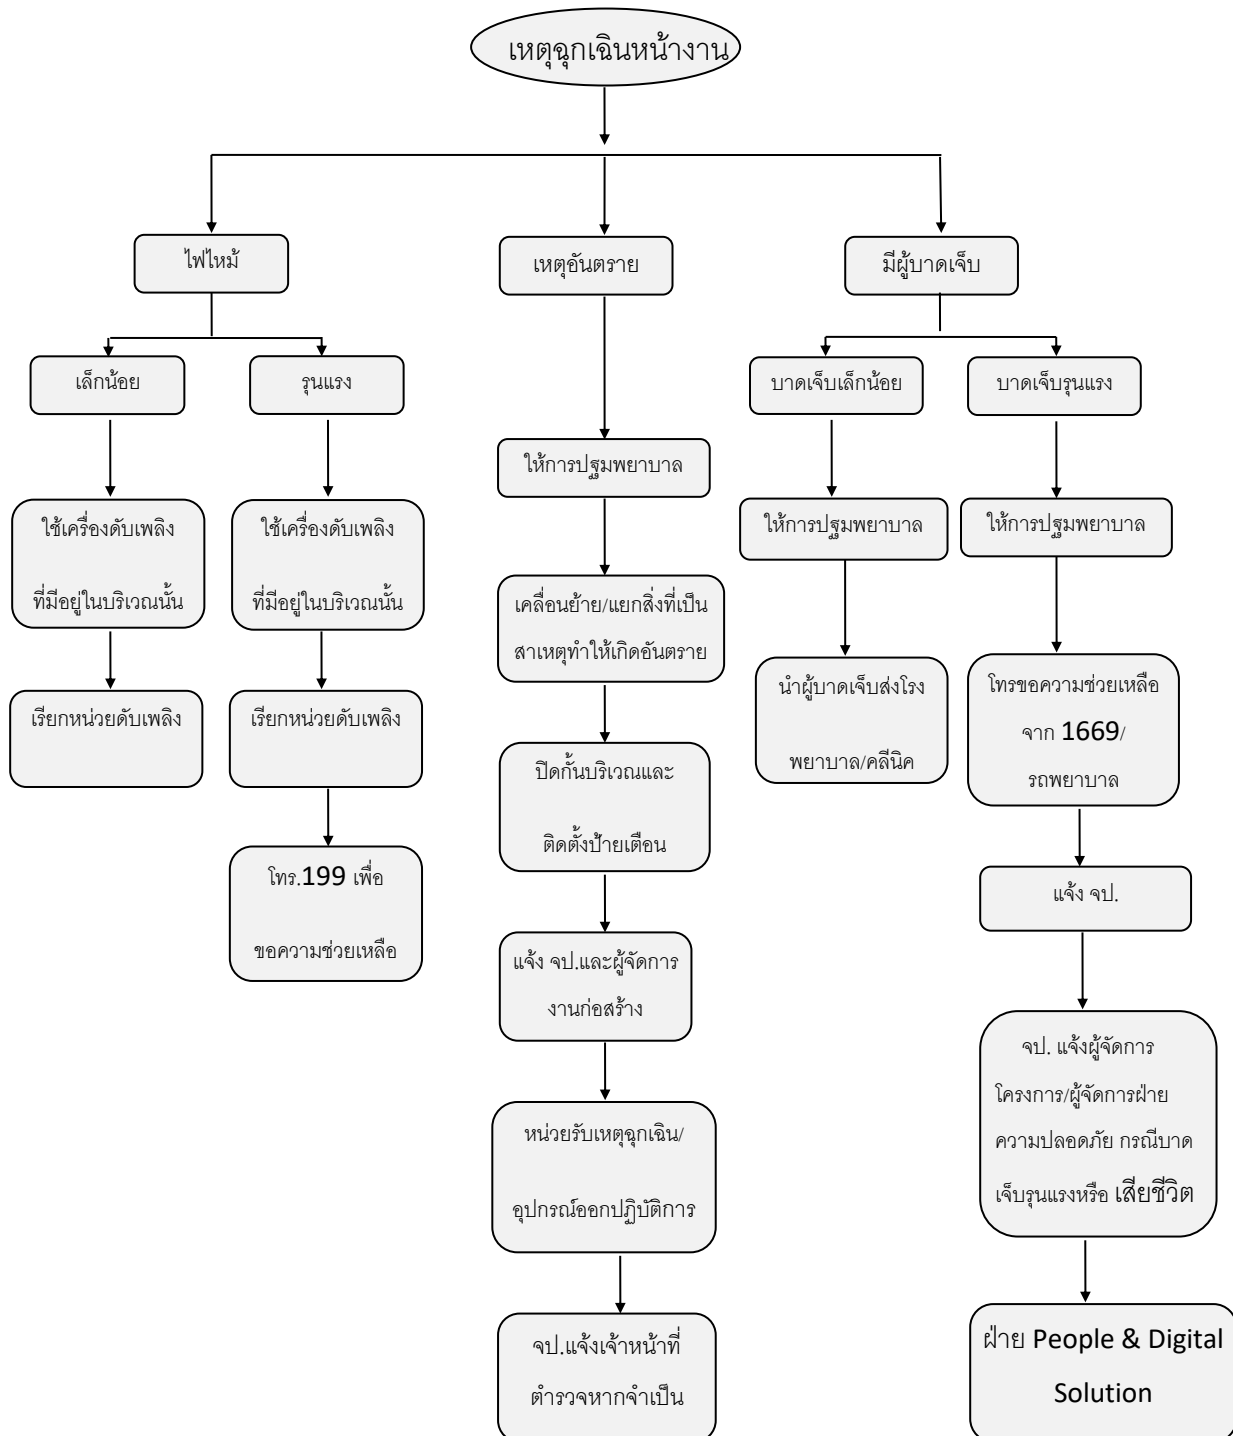 เหตุฉุกเฉินหน้างาน
ไฟไหม้
เหตุอันตราย
มีผู้บาดเจ็บ
เล็กน้อย
รุนแรง
บาดเจ็บเล็กน้อย
บาดเจ็บรุนแรง
ใช้เครื่องดับเพลิง
ที่มีอยู่ในบริเวณนั้น
ใช้เครื่องดับเพลิง
ที่มีอยู่ในบริเวณนั้น
ให้การปฐมพยาบาล
ให้การปฐมพยาบาล
ให้การปฐมพยาบาล
เรียกหน่วยดับเพลิง
เรียกหน่วยดับเพลิง
เคลื่อนย้าย/แยกสิ่งที่เป็น
สาเหตุทำให้เกิดอันตราย
นำผู้บาดเจ็บส่งโรง
พยาบาล/คลีนิค
โทรขอความช่วยเหลือ
จาก 1669/
รถพยาบาล
ปิดกั้นบริเวณและ
ติดตั้งป้ายเตือน
โทร.199 เพื่อ
ขอความช่วยเหลือ
แจ้ง จป.
แจ้ง จป.และผู้จัดการ
งานก่อสร้าง
จป. แจ้งผู้จัดการ
โครงการ/ผู้จัดการฝ่าย
ความปลอดภัย กรณีบาด
เจ็บรุนแรงหรือ เสียชีวิต
หน่วยรับเหตุฉุกเฉิน/
อุปกรณ์ออกปฏิบัติการ
จป.แจ้งเจ้าหน้าที่
ตำรวจหากจำเป็น
ฝ่าย People & Digital
Solution